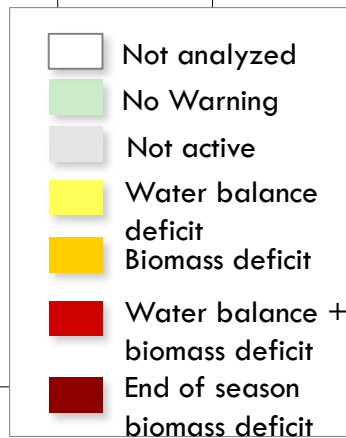 Not analyzed
No Warning
Not active
Water balance
deficit
Biomass deficit
Water balance +
biomass deficit
End of season
biomass deficit